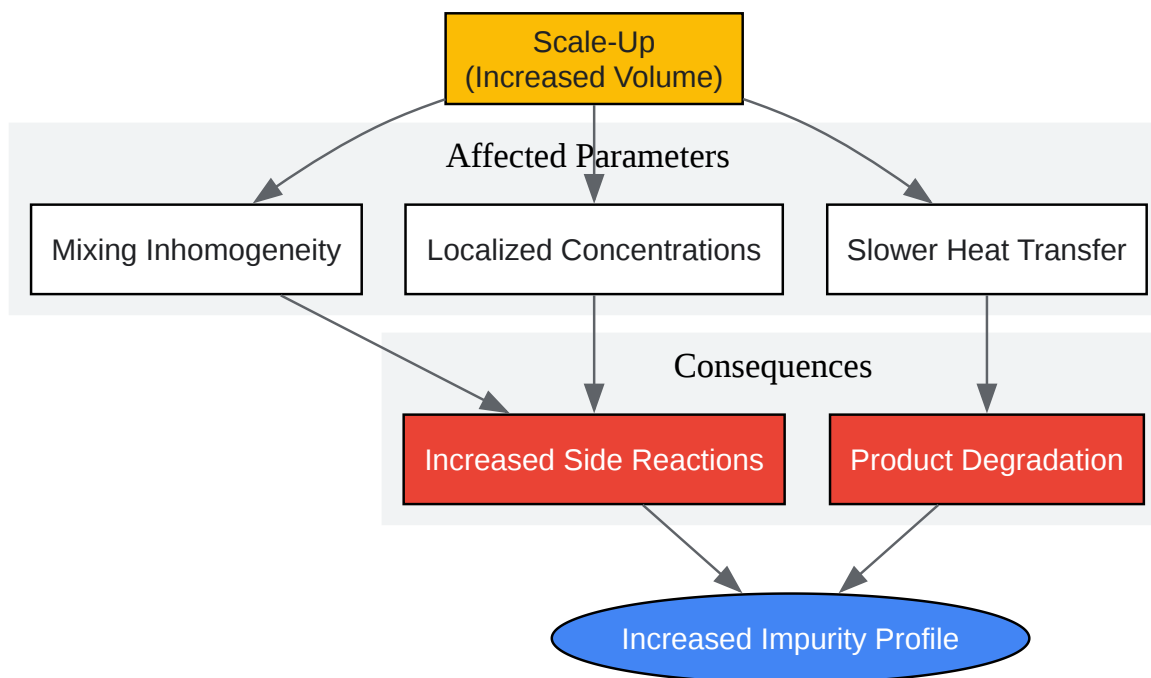 Scale-Up
(Increased Volume)
Affected Parameters
Mixing Inhomogeneity
Localized Concentrations
Slower Heat Transfer
Consequences
Increased Side Reactions
Product Degradation
Increased Impurity Profile